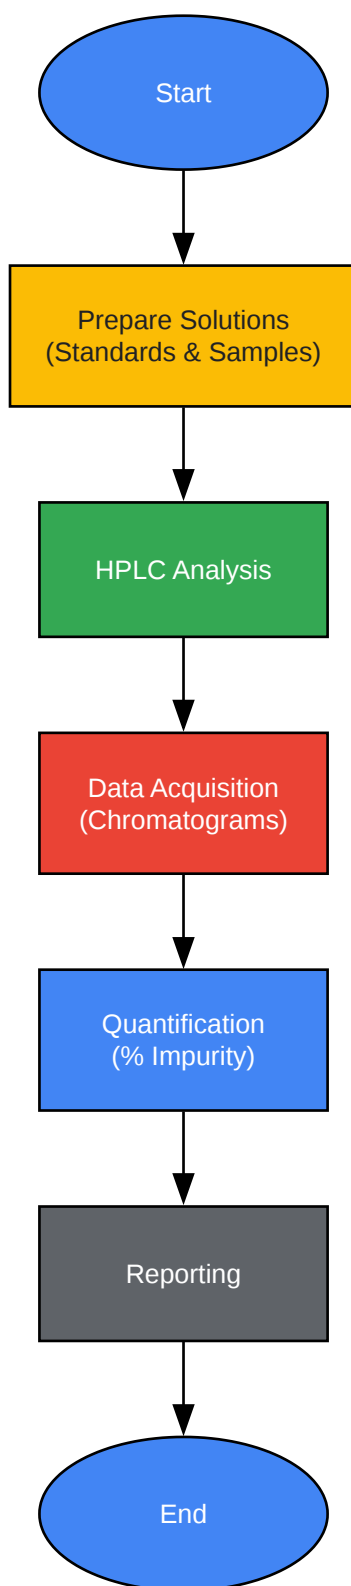 Start
Prepare Solutions
(Standards & Samples)
HPLC Analysis
Data Acquisition
(Chromatograms)
Quantification
(% Impurity)
Reporting
End